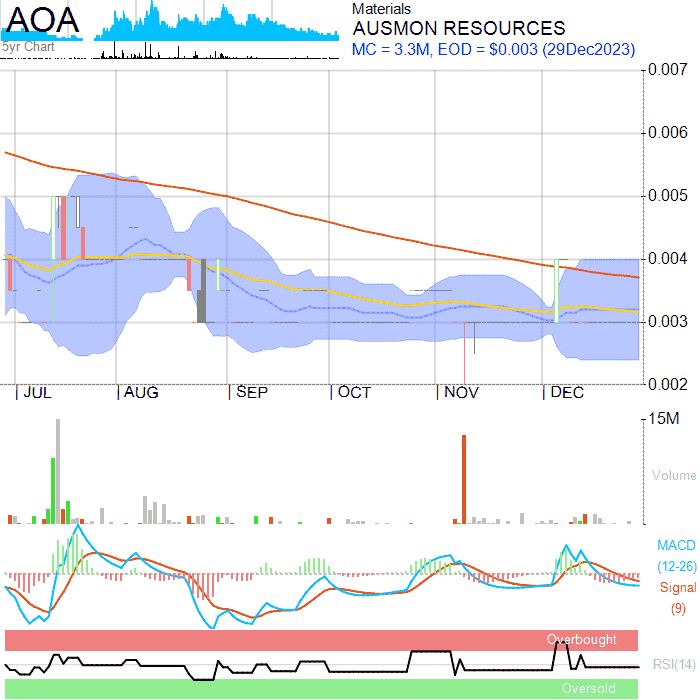 AOA
5yr Chart
Materials
AUSMON RESOURCES
MC = 3.3M, EOD = $0.003 (29Dec2023)
0.007
0.006
0.005
0.004
0.003
0.002
JUL AUG SEP OCT NOV DEC
15M
Volume
MACD
(12-26)
Signal
(9)
Overbought
RSI(14)
Oversold